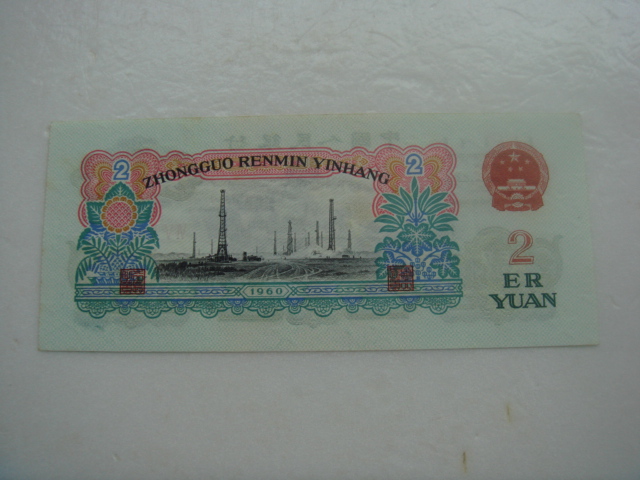 2
2
ZHONGGUO RENMIN YINHANG
2
ER
YUAN
1960